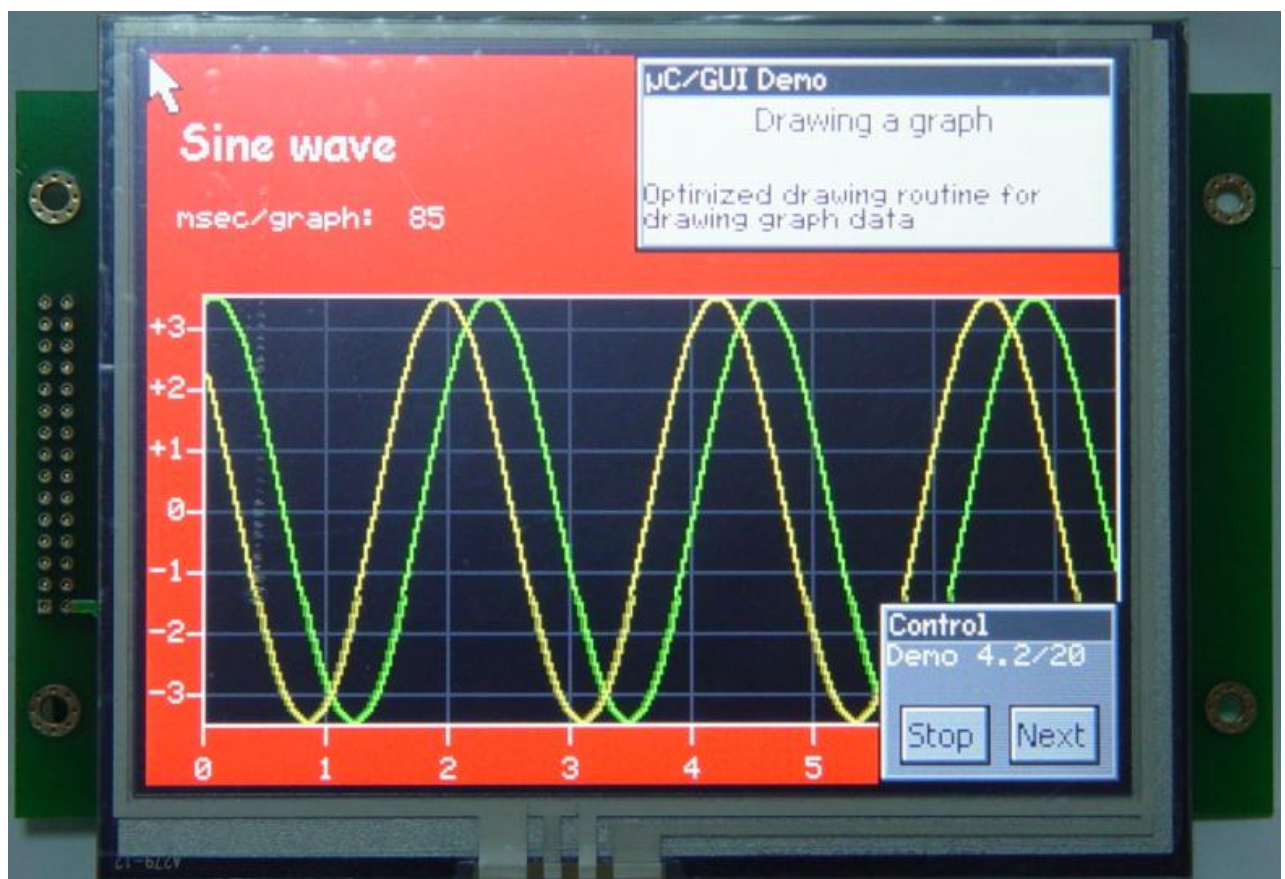 µC/GUI Demo
Drawing a graph
Optimized drawing routine for
drawing graph data
Sine wave
msec/graph: 85
+3
+2
+1
0
-1
-2
-3
0 1 2 3 4 5
Control
Demo 4.2/20
Stop Next